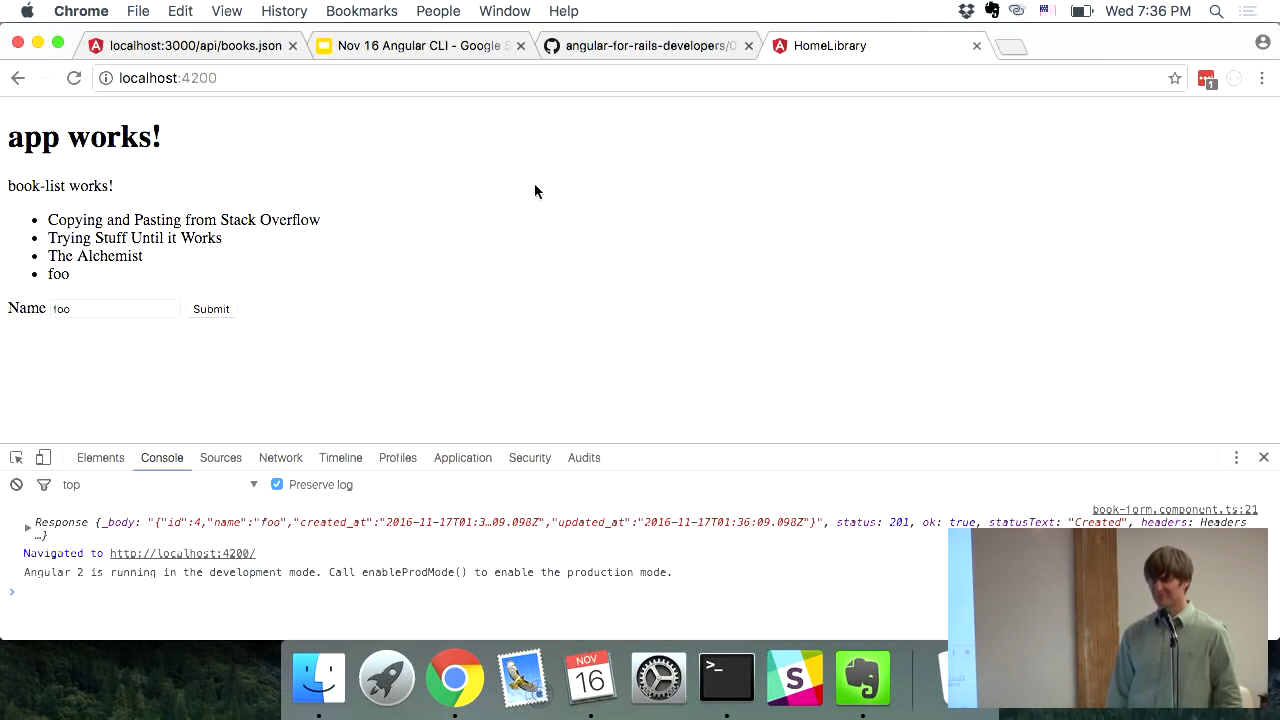 Chrome File Edit View History Bookmarks People Window Help Wed 7:36 PM
localhost:3000/api/books.json Nov 16 Angular CLI - Google S angular-for-rails-developers/0 HomeLibrary
localhost:4200 1
app works!
book-list works!
• Copying and Pasting from Stack Overflow
• Trying Stuff Until it Works
• The Alchemist
• foo
Name foo Submit
Elements Console Sources Network Timeline Profiles Application Security Audits
top Preserve log
book-form.component.ts:21
Response {_body: "{"id":4,"name":"foo","created_at":"2016-11-17T01:3…09.098Z","updated_at":"2016-11-17T01:36:09.098Z"}", status: 201, ok: true, statusText: "Created", headers: Headers
…}
Navigated to http://localhost:4200/
Angular 2 is running in the development mode. Call enableProdMode() to enable the production mode.
>
NOV
16
>_
S